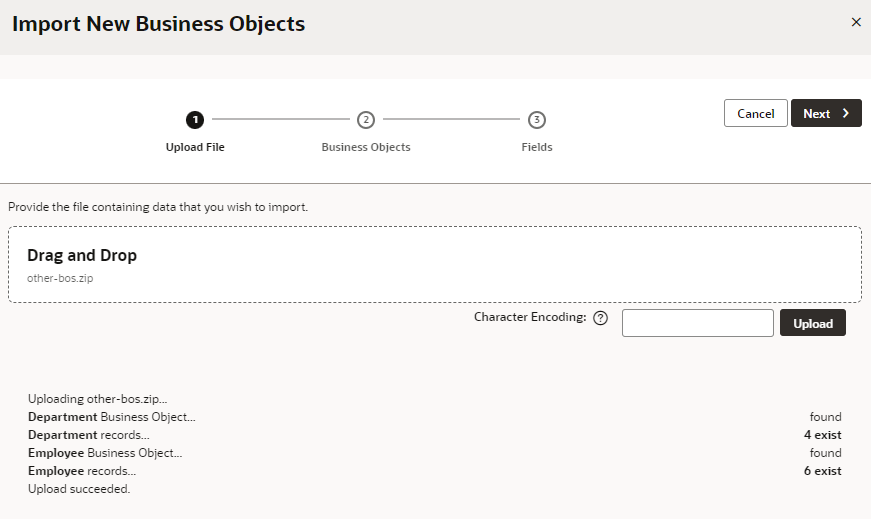 Import New Business Objects
×
1
2
3
Cancel
Next
Upload File
Business Objects
Fields
Provide the file containing data that you wish to import.
Drag and Drop
other-bos.zip
Character Encoding: ?
Upload
Uploading other-bos.zip...
Department Business Object... found
Department records... 4 exist
Employee Business Object... found
Employee records... 6 exist
Upload succeeded.